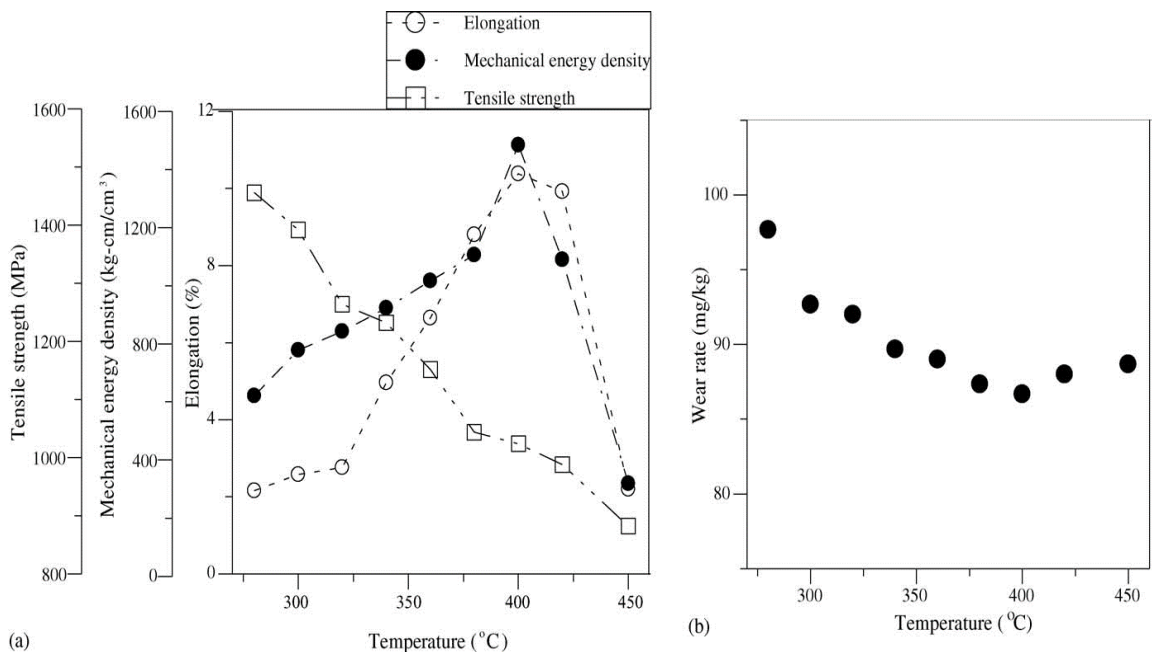 Elongation
Mechanical energy density
Tensile strength
1600
1400
1200
1000
800
Tensile strength (MPa)
1600
1200
800
400
0
Mechanical energy density (kg-cm/cm³)
12
8
4
0
Elongation (%)
300 350 400 450
Temperature (°C)
(a)
100
90
80
Wear rate (mg/kg)
300 350 400 450
Temperature (°C)
(b)